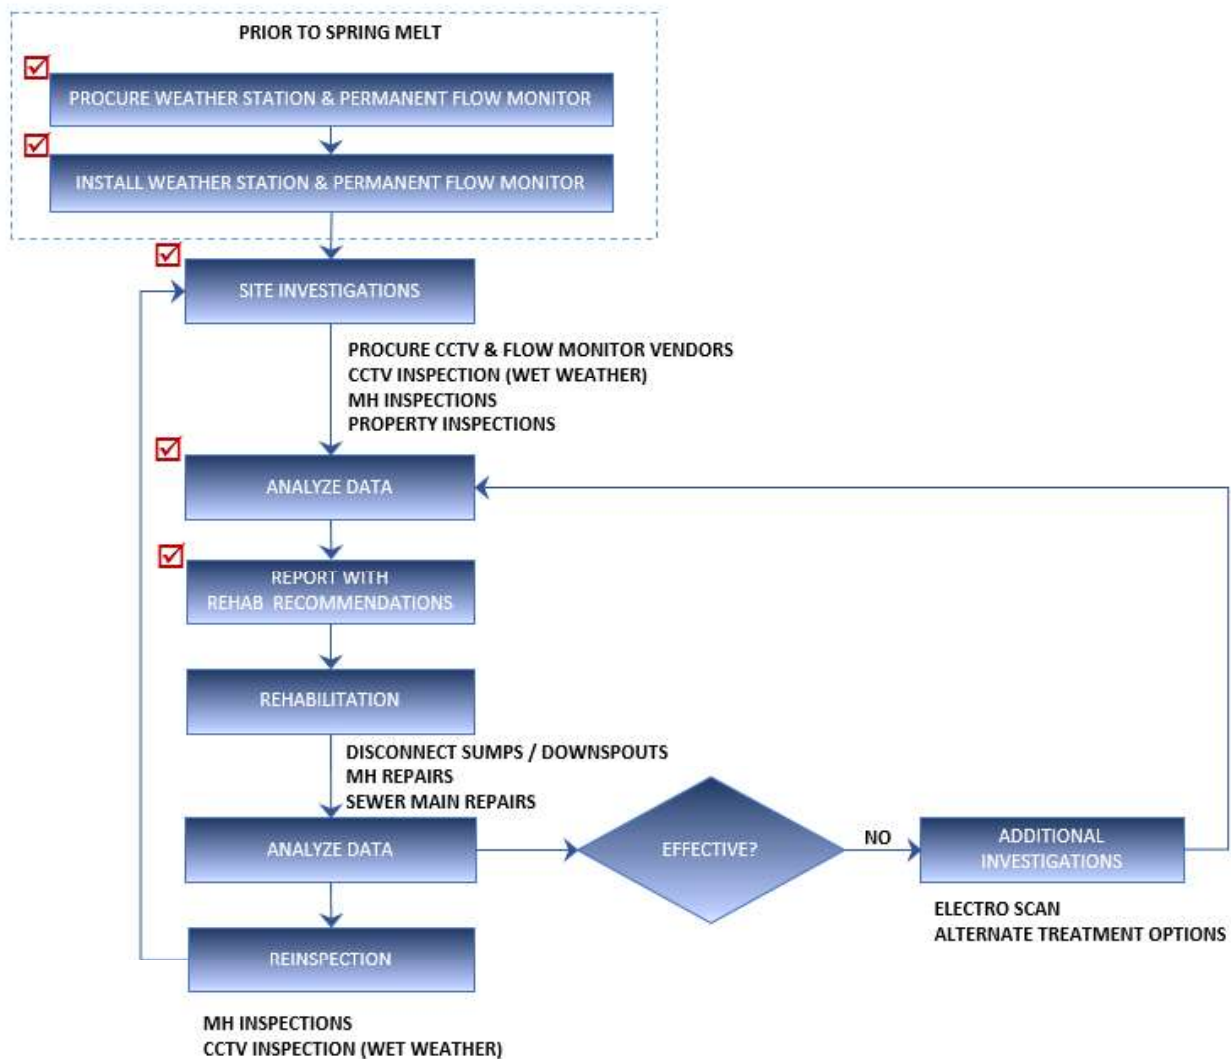 PRIOR TO SPRING MELT
PROCURE WEATHER STATION & PERMANENT FLOW MONITOR
INSTALL WEATHER STATION & PERMANENT FLOW MONITOR
SITE INVESTIGATIONS
PROCURE CCTV & FLOW MONITOR VENDORS
CCTV INSPECTION (WET WEATHER)
MH INSPECTIONS
PROPERTY INSPECTIONS
ANALYZE DATA
REPORT WITH
REHAB RECOMMENDATIONS
REHABILITATION
DISCONNECT SUMPS / DOWNSPOUTS
MH REPAIRS
SEWER MAIN REPAIRS
ANALYZE DATA
EFFECTIVE?
NO
ADDITIONAL
INVESTIGATIONS
ELECTRO SCAN
ALTERNATE TREATMENT OPTIONS
REINSPECTION
MH INSPECTIONS
CCTV INSPECTION (WET WEATHER)